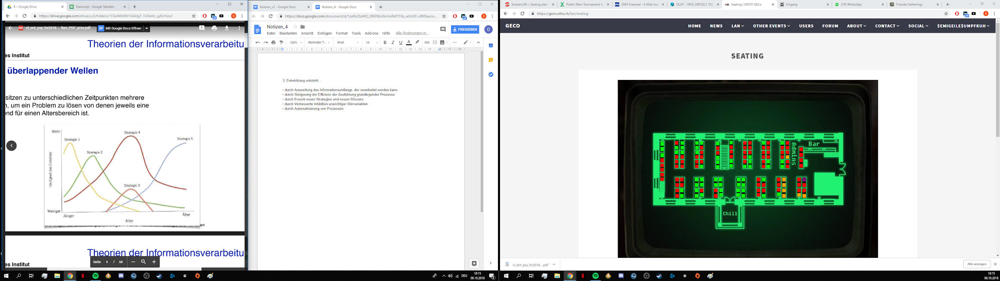 4 – Google Drive
Transcript - Google Tabellen
https://drive.google.com/drive/u/2/folders/1C6oMKtXtI1iS4UgT-1OAeVz_gALHJza1
vl_ent_psy_hs2018 ... lten_PDF_prov.pdf
Mit Google Docs öffnen
Theorien der Informationsverarbeitu
es Institut
überlappender Wellen
sitzen zu unterschiedlichen Zeitpunkten mehrere
n, um ein Problem zu lösen von denen jeweils eine
end für einen Altersbereich ist.
Mehr
Strategie 1
Strategie 2
Strategie 4
Strategie 5
Strategie 3
Häufigkeit des Einsatzes
Weniger
Jünger
Alter
Älter
Theorien der Informationsverarbeitu
Seite 4 / 58
es Institut
Notizen_v2 - Google Docs
Notizen_4 - Google Docs
Notizen_4
Datei Bearbeiten Ansicht Einfügen Format Tools Add-ons Hilfe Alle Änderungen in ...
FREIGEBEN
O
100% Normaler T... Arial 10
3: Entwicklung entsteht ...
• durch Ausweitung des Informationsumfangs, der verarbeitet werden kann.
• durch Steigerung der Effizienz der Ausführung grundlegender Prozesse.
• durch Erwerb neuer Strategien und neuen Wissens.
• durch Verbesserte Inhibition unwichtiger Störvariablen.
• durch Automatisierung von Prozessen.
DEU
18:15
09.10.2018
SwitzerLAN :: Seating plan
Public Main Tournament Sc
GMX Freemail - E-Mail mad
OLAT - 18HS 200102.2 102.
Seating | VSETH GECo
Eingang
(10) WhatsApp
Fireside Gatherings
https://geco.ethz.ch/lan/seating
GECO
HOME NEWS LAN OTHER EVENTS USERS FORUM ABOUT CONTACT SOCIAL $EMIGEILE$UMPFKUH
SEATING
Admins
Bar
Chill
vl_ent_psy_hs2018....pdf
Alle anzeigen
18:15
09.10.2018